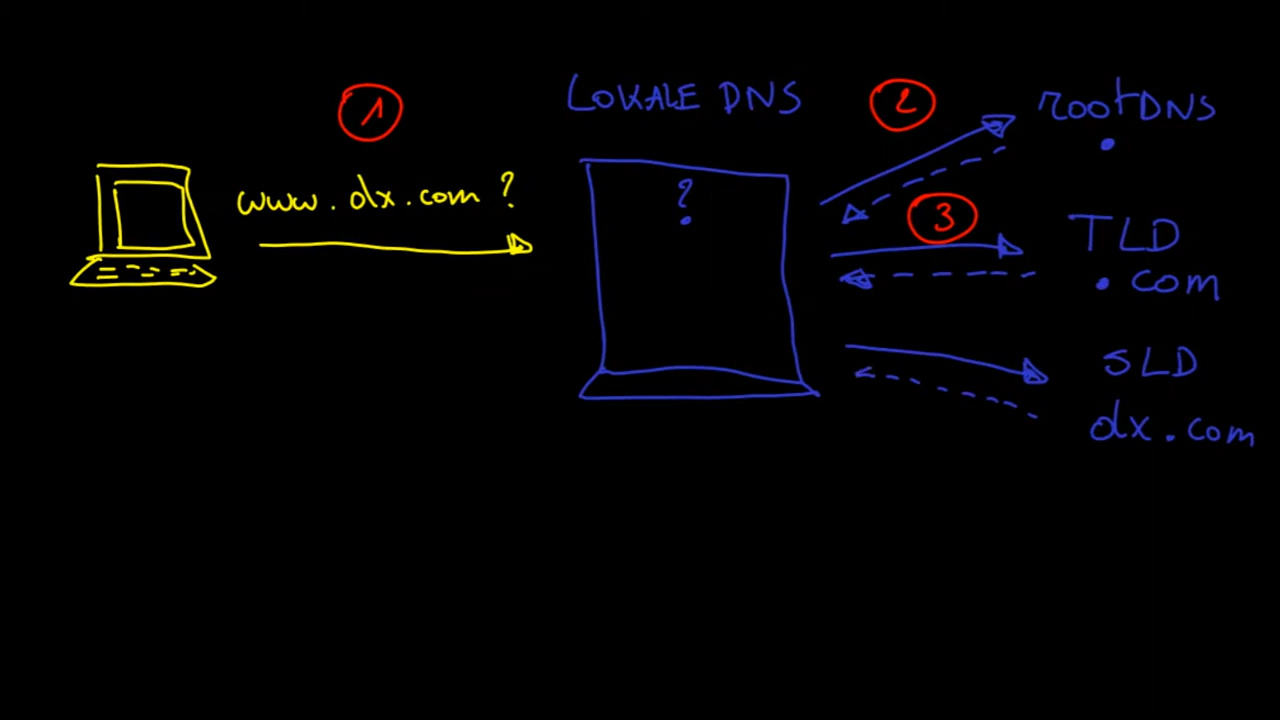 1
www.dx.com ?
LOKALE DNS
?
2
rootDNS
.
3
TLD
.com
SLD
dx.com